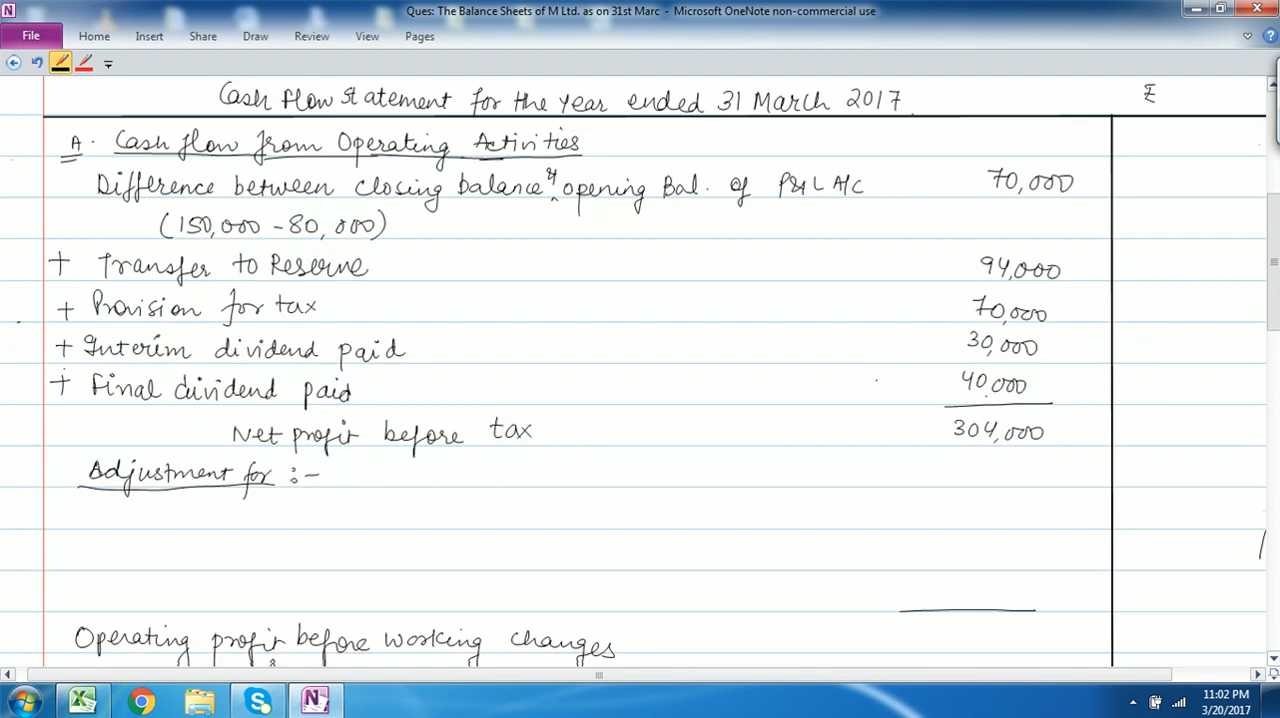 Ques: The Balance Sheets of M Ltd. as on 31st Marc - Microsoft OneNote non-commercial use
File Home Insert Share Draw Review View Pages
Cash flow statement for the Year ended 31 March 2017 ₹
A. Cash flow from Operating Activities
Difference between closing balance & opening Bal. of P&L A/C 70,000
(150,000 - 80,000)
+ Transfer to Reserve 94,000
+ Provision for tax 70,000
+ Interim dividend paid 30,000
+ Final dividend paid 40,000
Net profit before tax 304,000
Adjustment for :-
Operating profit before working changes
11:02 PM
3/20/2017